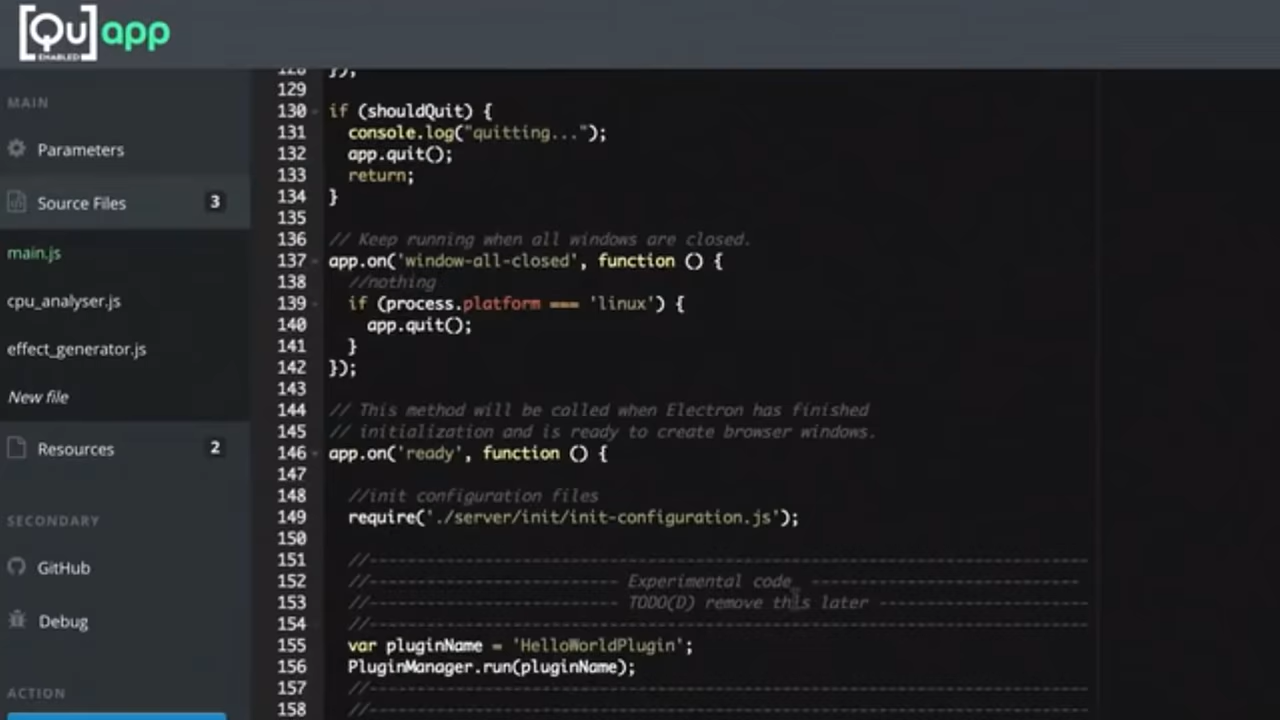 [Qu]app
ENABLED
MAIN
Parameters
Source Files 3
main.js
cpu_analyser.js
effect_generator.js
New file
Resources 2
SECONDARY
GitHub
Debug
ACTION
128 });
129
130 if (shouldQuit) {
131 console.log("quitting...");
132 app.quit();
133 return;
134 }
135
136 // Keep running when all windows are closed.
137 app.on('window-all-closed', function () {
138 //nothing
139 if (process.platform === 'linux') {
140 app.quit();
141 }
142 });
143
144 // This method will be called when Electron has finished
145 // initialization and is ready to create browser windows.
146 app.on('ready', function () {
147
148 //init configuration files
149 require('./server/init/init-configuration.js');
150
151 //---------------------------------------------------------------------------
152 //-------------------------- Experimental code ----------------------------
153 //-------------------------- TODO(D) remove this later ----------------------
154 //---------------------------------------------------------------------------
155 var pluginName = 'HelloWorldPlugin';
156 PluginManager.run(pluginName);
157 //---------------------------------------------------------------------------
158 //---------------------------------------------------------------------------